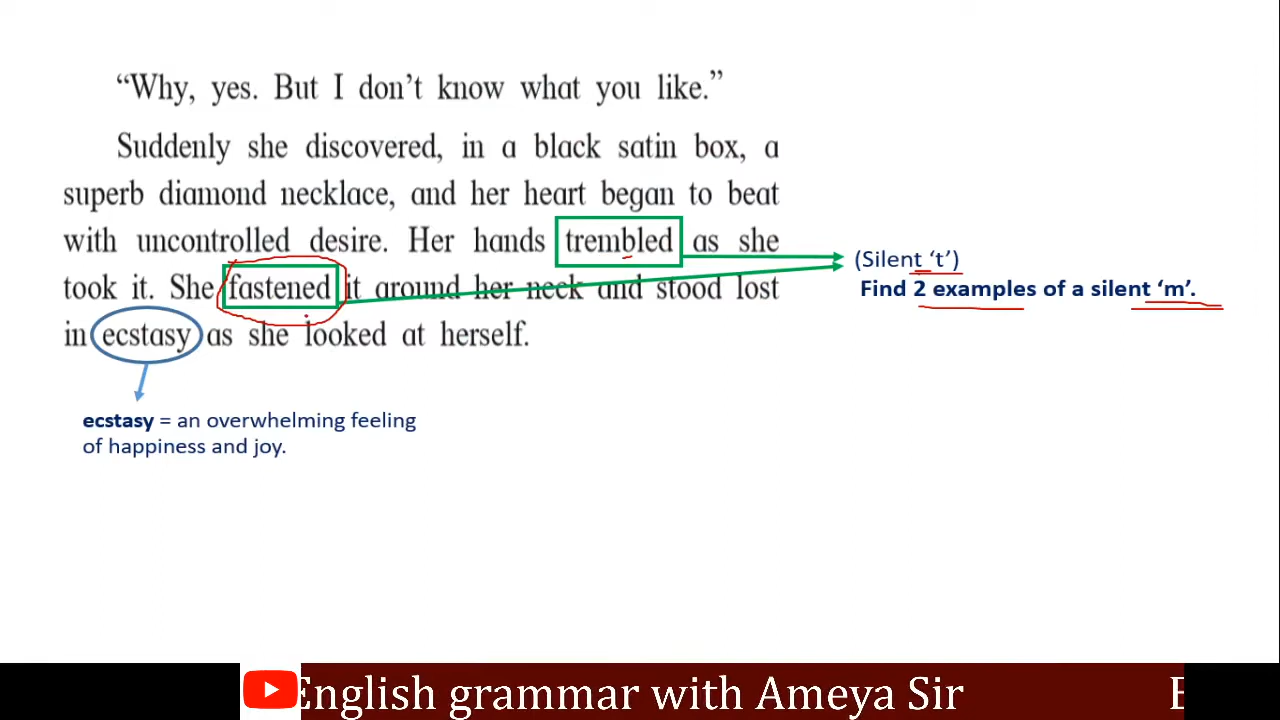 “Why, yes. But I don’t know what you like.”
Suddenly she discovered, in a black satin box, a
superb diamond necklace, and her heart began to beat
with uncontrolled desire. Her hands trembled as she
took it. She fastened it around her neck and stood lost
in ecstasy as she looked at herself.
(Silent ‘t’)
Find 2 examples of a silent ‘m’.
ecstasy = an overwhelming feeling
of happiness and joy.
English grammar with Ameya Sir E